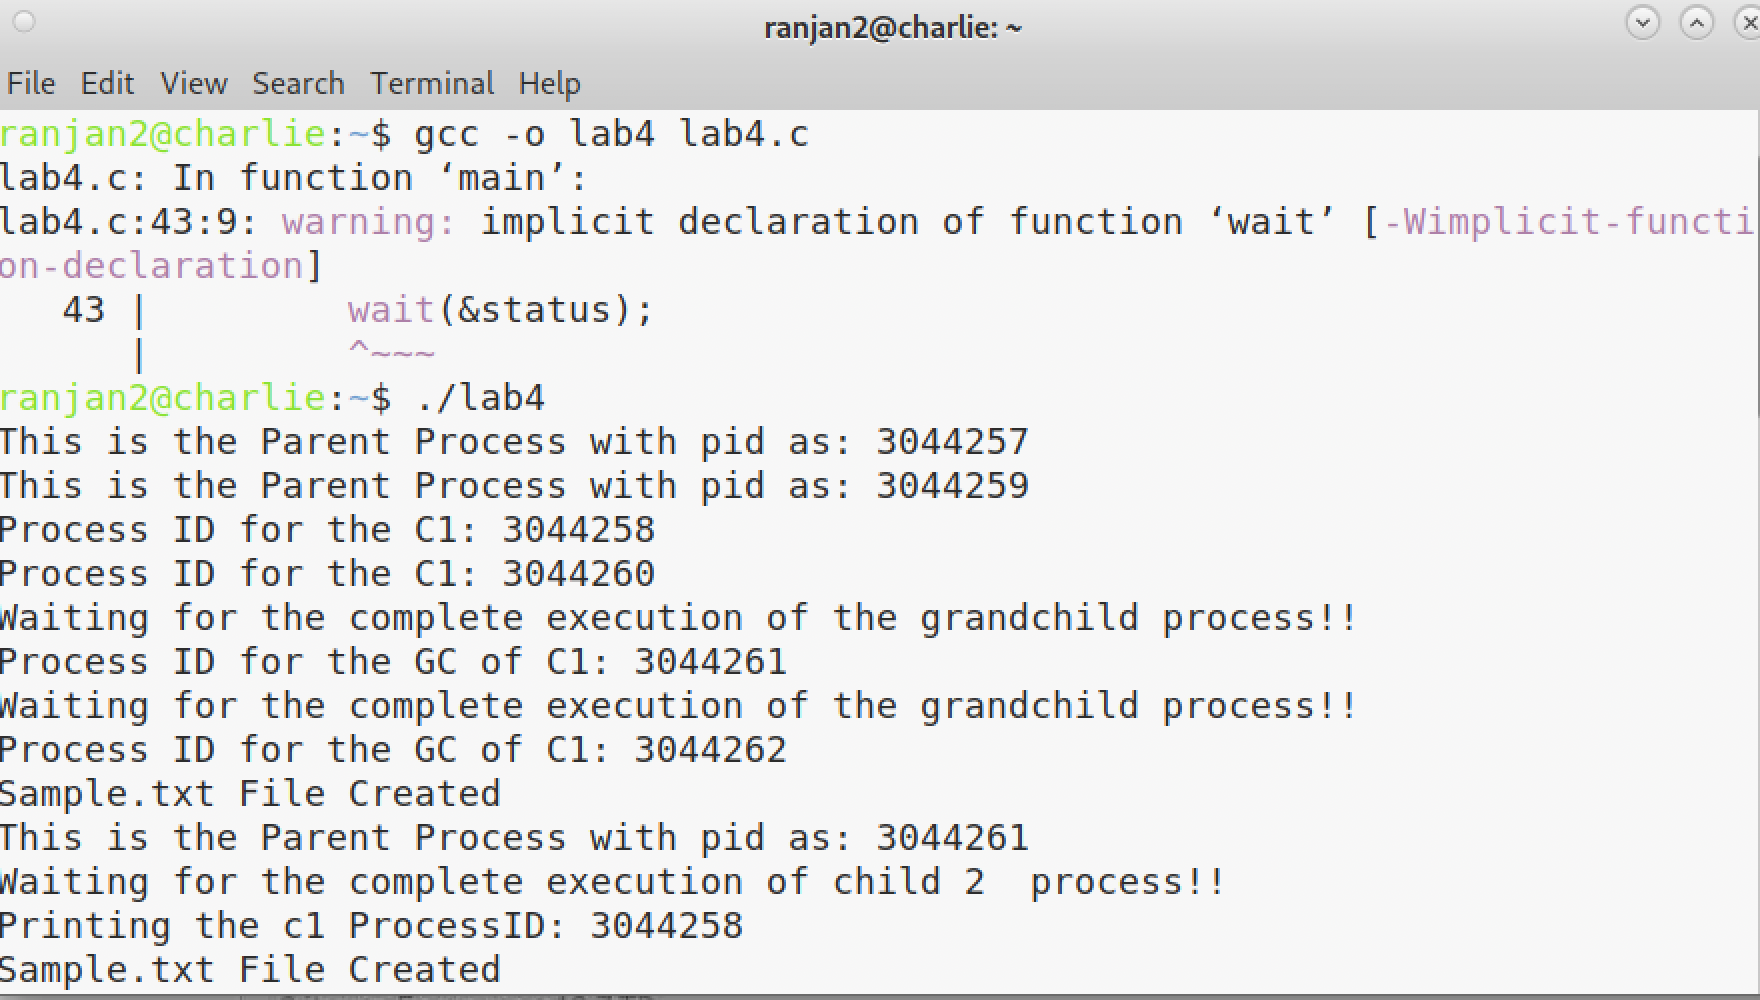 ranjan2@charlie: ~
File Edit View Search Terminal Help
ranjan2@charlie:~$ gcc -o lab4 lab4.c
lab4.c: In function ‘main’:
lab4.c:43:9: warning: implicit declaration of function ‘wait’ [-Wimplicit-functi
on-declaration]
   43 |         wait(&status);
      |         ^~~~
ranjan2@charlie:~$ ./lab4
This is the Parent Process with pid as: 3044257
This is the Parent Process with pid as: 3044259
Process ID for the C1: 3044258
Process ID for the C1: 3044260
Waiting for the complete execution of the grandchild process!!
Process ID for the GC of C1: 3044261
Waiting for the complete execution of the grandchild process!!
Process ID for the GC of C1: 3044262
Sample.txt File Created
This is the Parent Process with pid as: 3044261
Waiting for the complete execution of child 2  process!!
Printing the c1 ProcessID: 3044258
Sample.txt File Created